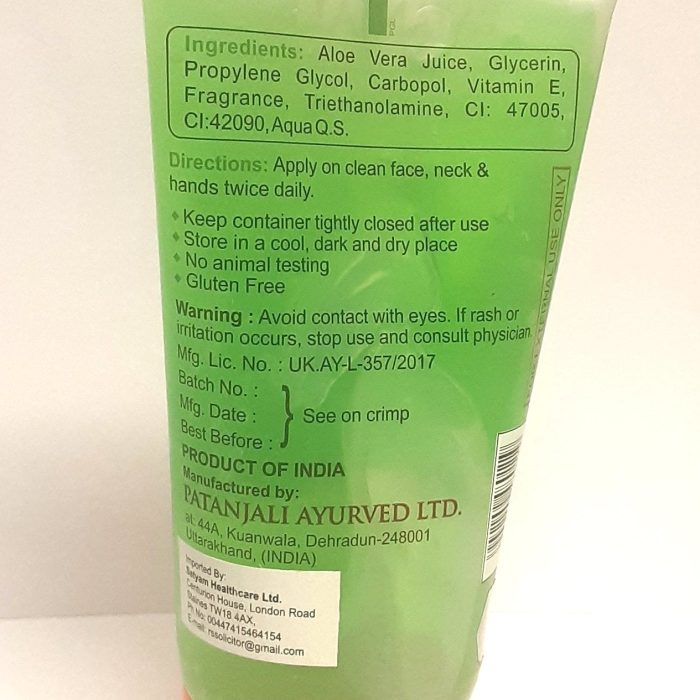 PGL
Ingredients: Aloe Vera Juice, Glycerin,
Propylene Glycol, Carbopol, Vitamin E,
Fragrance, Triethanolamine, CI: 47005,
CI:42090, Aqua Q.S.
Directions: Apply on clean face, neck &
hands twice daily.
Keep container tightly closed after use
Store in a cool, dark and dry place
No animal testing
Gluten Free
Warning : Avoid contact with eyes. If rash or
irritation occurs, stop use and consult physician
Mfg. Lic. No. : UK.AY-L-357/2017
Batch No. :
Mfg. Date :
Best Before :
See on crimp
PRODUCT OF INDIA
Manufactured by:
PATANJALI AYURVED LTD.
at: 44A, Kuanwala, Dehradun-248001
Uttarakhand, (INDIA)
Imported By:
Satyam Healthcare Ltd.
Centurion House, London Road
Staines TW18 4AX,
Ph No: 00447415464154
E-mail: rssolicitor@gmail.com
EXTERNAL USE ONLY